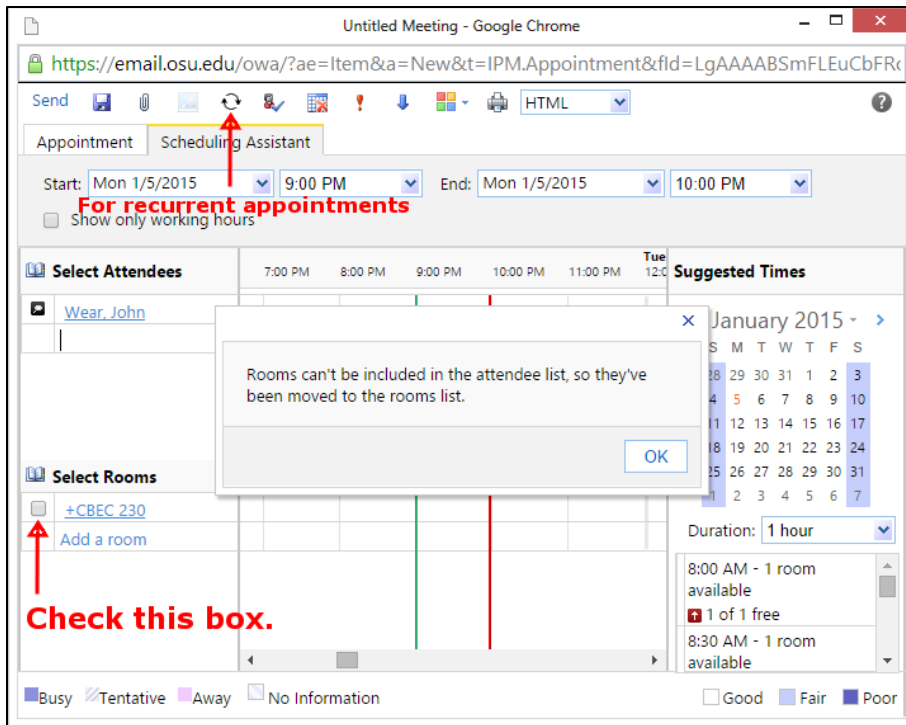 Untitled Meeting - Google Chrome
https://email.osu.edu/owa/?ae=Item&a=New&t=IPM.Appointment&fId=LgAAAABSmFLEuCbFR
Send HTML
Appointment Scheduling Assistant
Start: Mon 1/5/2015 9:00 PM End: Mon 1/5/2015 10:00 PM
For recurrent appointments
Show only working hours
Select Attendees 7:00 PM 8:00 PM 9:00 PM 10:00 PM 11:00 PM Tue 12:0 Suggested Times
Wear, John
January 2015
S M T W T F S
28 29 30 31 1 2 3
4 5 6 7 8 9 10
11 12 13 14 15 16 17
18 19 20 21 22 23 24
25 26 27 28 29 30 31
1 2 3 4 5 6 7
Rooms can't be included in the attendee list, so they've
been moved to the rooms list.
OK
Select Rooms
+CBEC 230
Add a room
Check this box.
Duration: 1 hour
8:00 AM - 1 room
available
1 of 1 free
8:30 AM - 1 room
available
Busy Tentative Away No Information Good Fair Poor